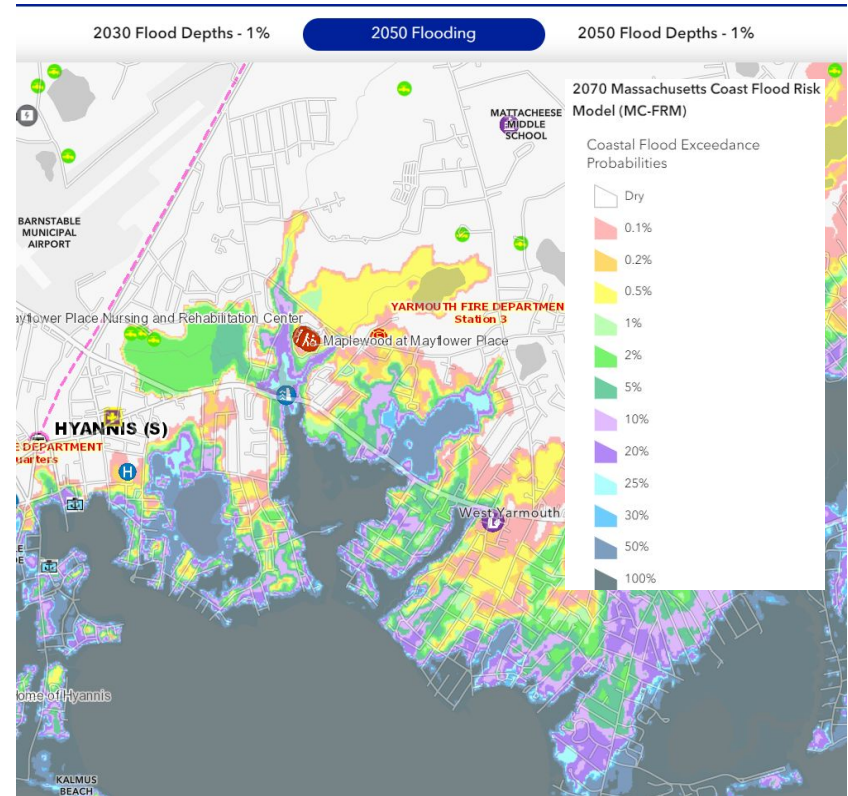 2030 Flood Depths - 1%
2050 Flooding
2050 Flood Depths - 1%
2070 Massachusetts Coast Flood Risk
Model (MC-FRM)
Coastal Flood Exceedance
Probabilities
Dry
0.1%
0.2%
0.5%
1%
2%
5%
10%
20%
25%
30%
50%
100%
MATTACHEESE
MIDDLE
SCHOOL
BARNSTABLE
MUNICIPAL
AIRPORT
YARMOUTH FIRE DEPARTMEN
Station 3
ayflower Place Nursing and Rehabilitation Center
Maplewood at Mayflower Place
HYANNIS (S)
E DEPARTMENT
uarters
H
West Yarmouth
Home of Hyannis
KALMUS
BEACH